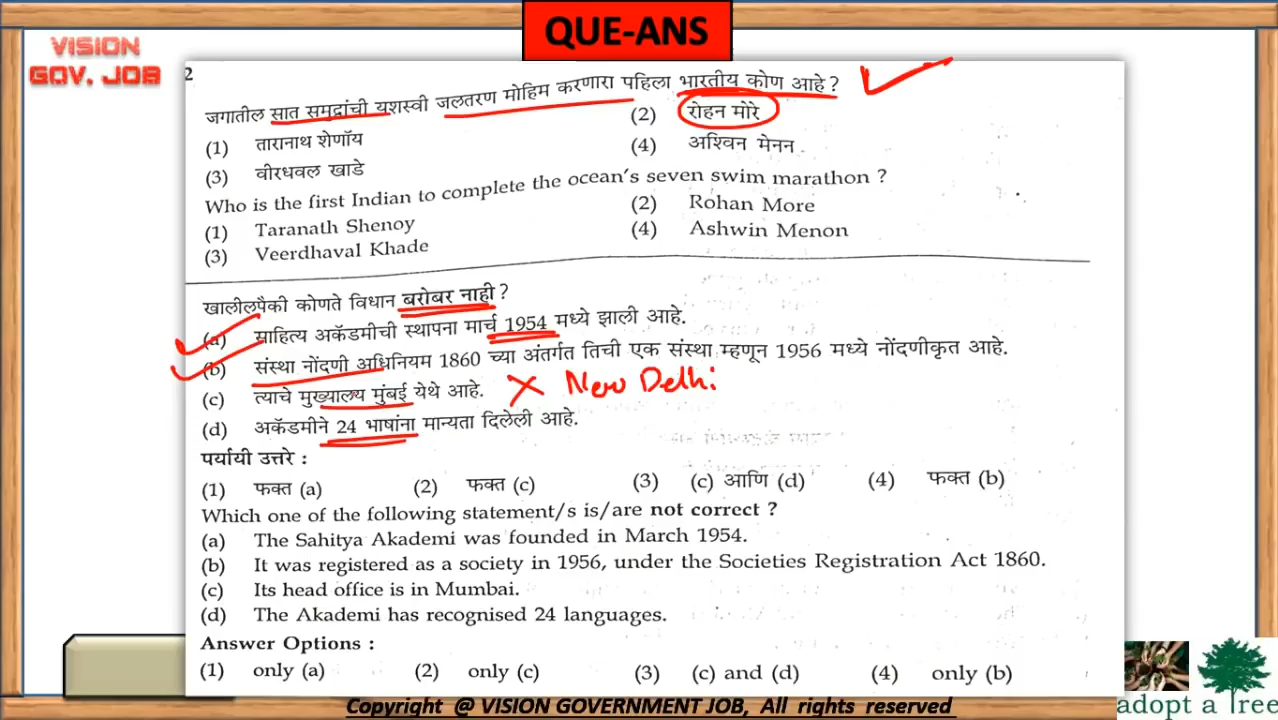 QUE-ANS
VISION
GOV. JOB
2
जगातील सात समुद्रांची यशस्वी जलतरण मोहिम करणारा पहिला भारतीय कोण आहे ?
(1) तारानाथ शेणॉय (2) रोहन मोरे
(3) वीरधवल खाडे (4) अश्विन मेनन
Who is the first Indian to complete the ocean's seven swim marathon ?
(1) Taranath Shenoy (2) Rohan More
(3) Veerdhaval Khade (4) Ashwin Menon
खालीलपैकी कोणते विधान बरोबर नाही ?
(a) साहित्य अकॅडमीची स्थापना मार्च 1954 मध्ये झाली आहे.
(b) संस्था नोंदणी अधिनियम 1860 च्या अंतर्गत तिची एक संस्था म्हणून 1956 मध्ये नोंदणीकृत आहे.
(c) त्याचे मुख्यालय मुंबई येथे आहे. X New Delhi
(d) अकॅडमीने 24 भाषांना मान्यता दिलेली आहे.
पर्यायी उत्तरे :
(1) फक्त (a) (2) फक्त (c) (3) (c) आणि (d) (4) फक्त (b)
Which one of the following statement/s is/are not correct ?
(a) The Sahitya Akademi was founded in March 1954.
(b) It was registered as a society in 1956, under the Societies Registration Act 1860.
(c) Its head office is in Mumbai.
(d) The Akademi has recognised 24 languages.
Answer Options :
(1) only (a) (2) only (c) (3) (c) and (d) (4) only (b)
Copyright @ VISION GOVERNMENT JOB, All rights reserved
adopt a Tree